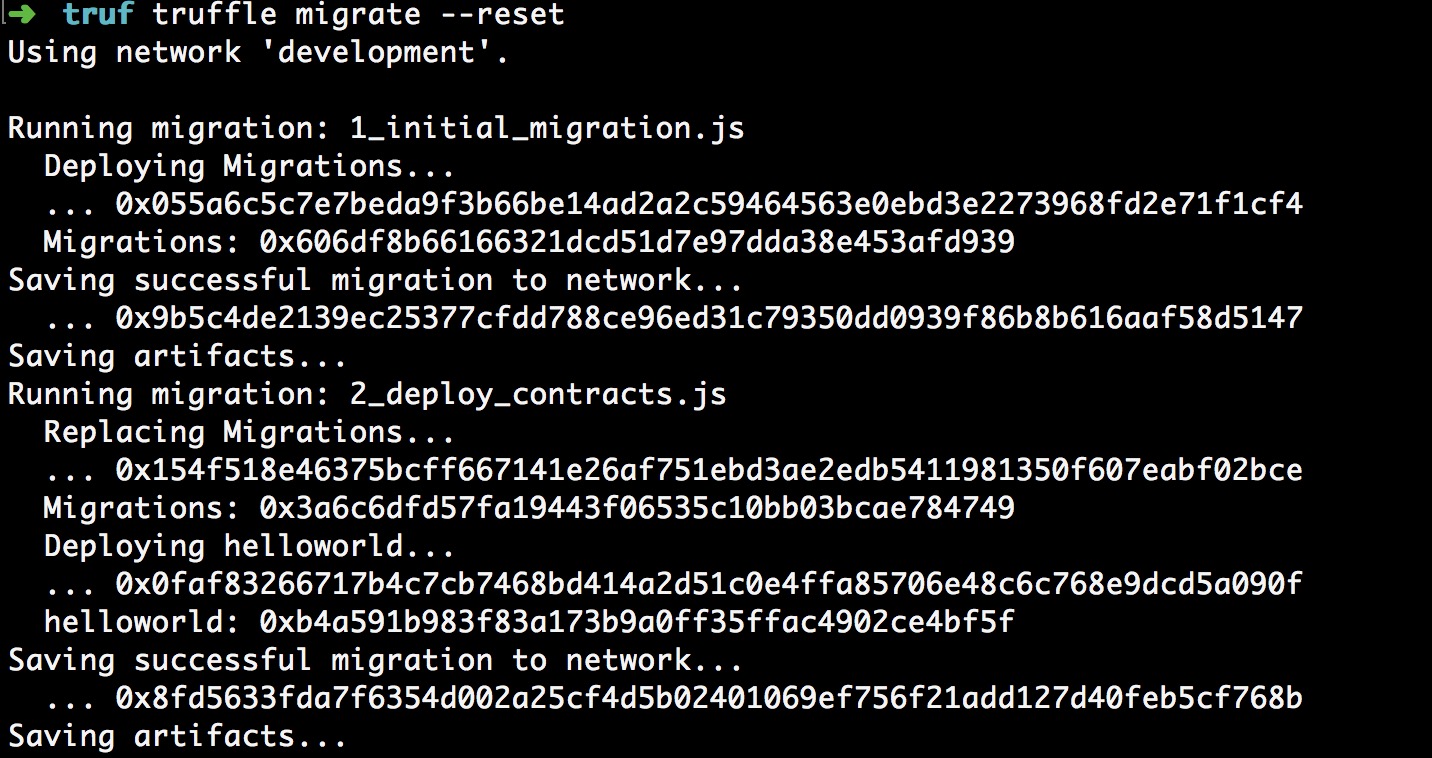 ➜ truf truffle migrate --reset
Using network 'development'.
Running migration: 1_initial_migration.js
Deploying Migrations...
... 0x055a6c5c7e7beda9f3b66be14ad2a2c59464563e0ebd3e2273968fd2e71f1cf4
Migrations: 0x606df8b66166321dcd51d7e97dda38e453afd939
Saving successful migration to network...
... 0x9b5c4de2139ec25377cfdd788ce96ed31c79350dd0939f86b8b616aaf58d5147
Saving artifacts...
Running migration: 2_deploy_contracts.js
Replacing Migrations...
... 0x154f518e46375bcff667141e26af751ebd3ae2edb5411981350f607eabf02bce
Migrations: 0x3a6c6dfd57fa19443f06535c10bb03bcae784749
Deploying helloworld...
... 0x0faf83266717b4c7cb7468bd414a2d51c0e4ffa85706e48c6c768e9dcd5a090f
helloworld: 0xb4a591b983f83a173b9a0ff35ffac4902ce4bf5f
Saving successful migration to network...
... 0x8fd5633fda7f6354d002a25cf4d5b02401069ef756f21add127d40feb5cf768b
Saving artifacts...